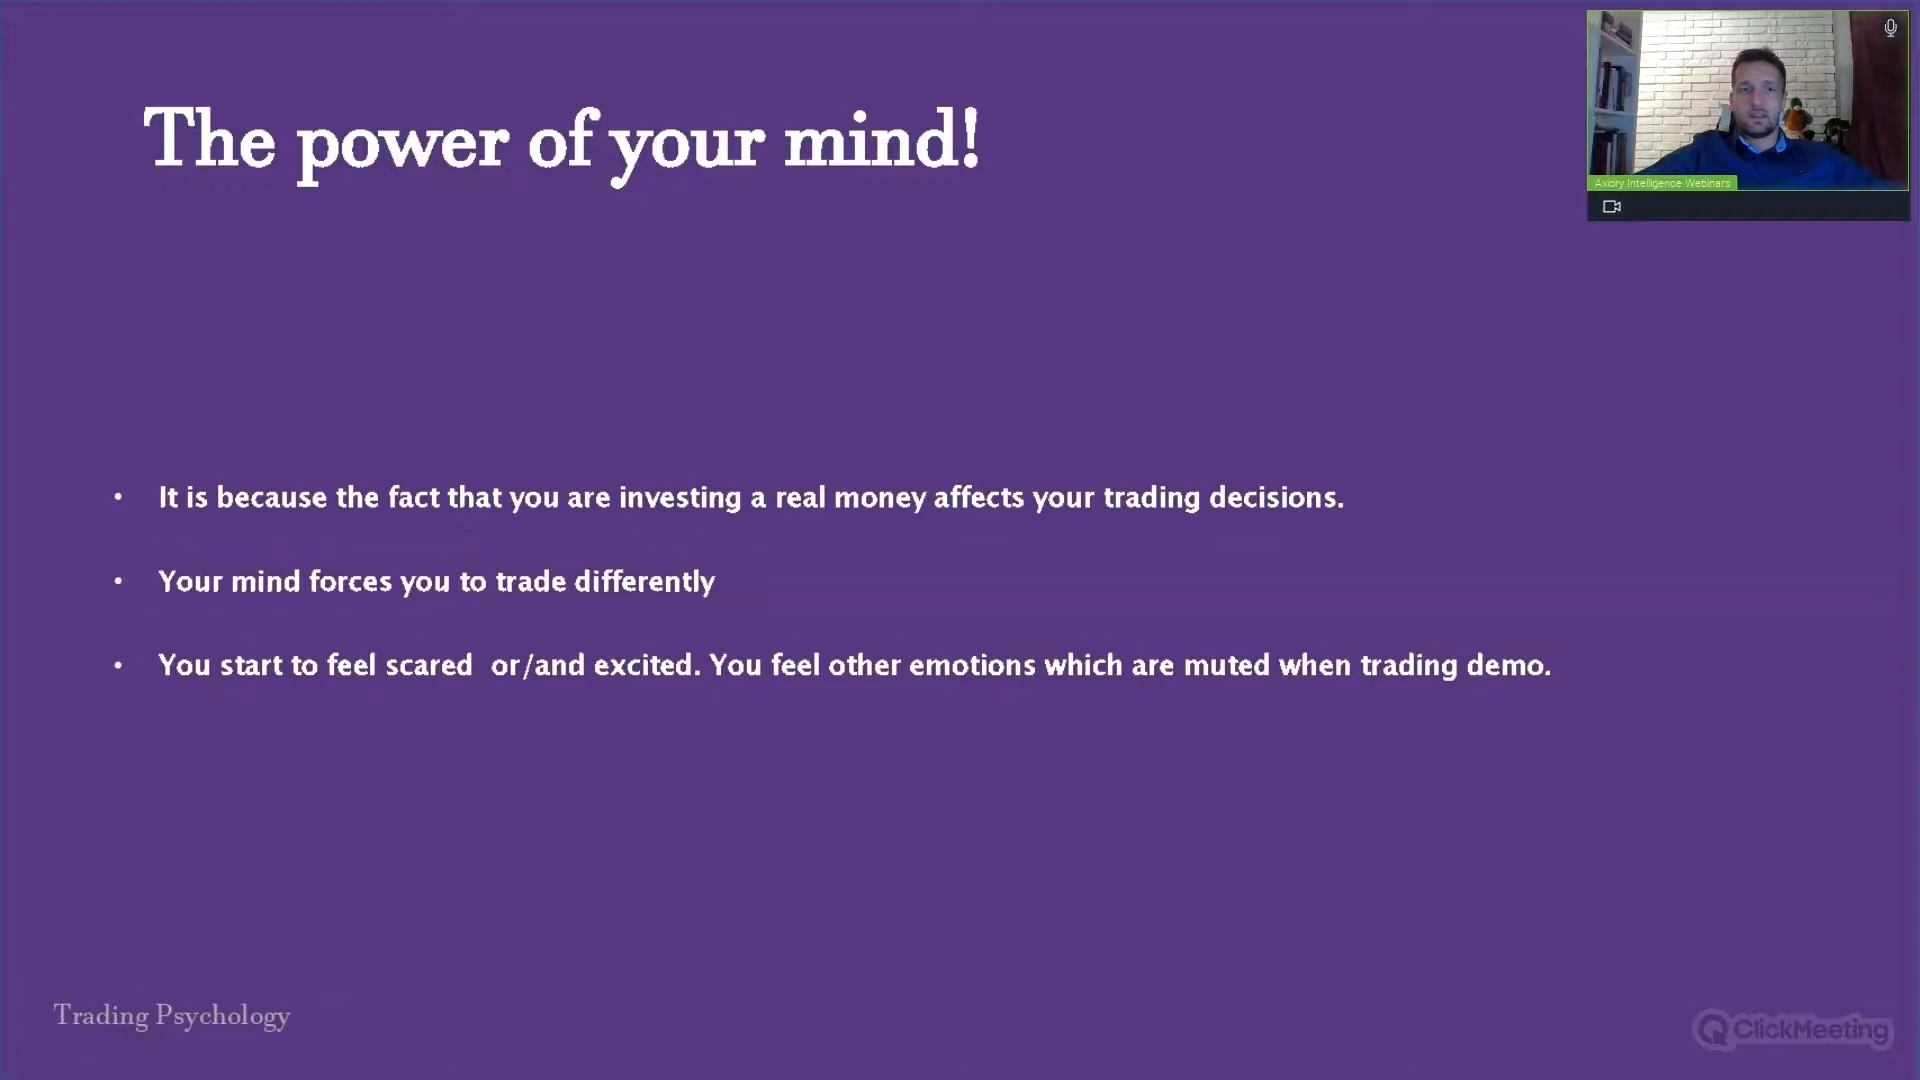 The power of your mind!
Axiory Intelligence Webinars
• It is because the fact that you are investing a real money affects your trading decisions.
• Your mind forces you to trade differently
• You start to feel scared  or/and excited. You feel other emotions which are muted when trading demo.
Trading Psychology
ClickMeeting